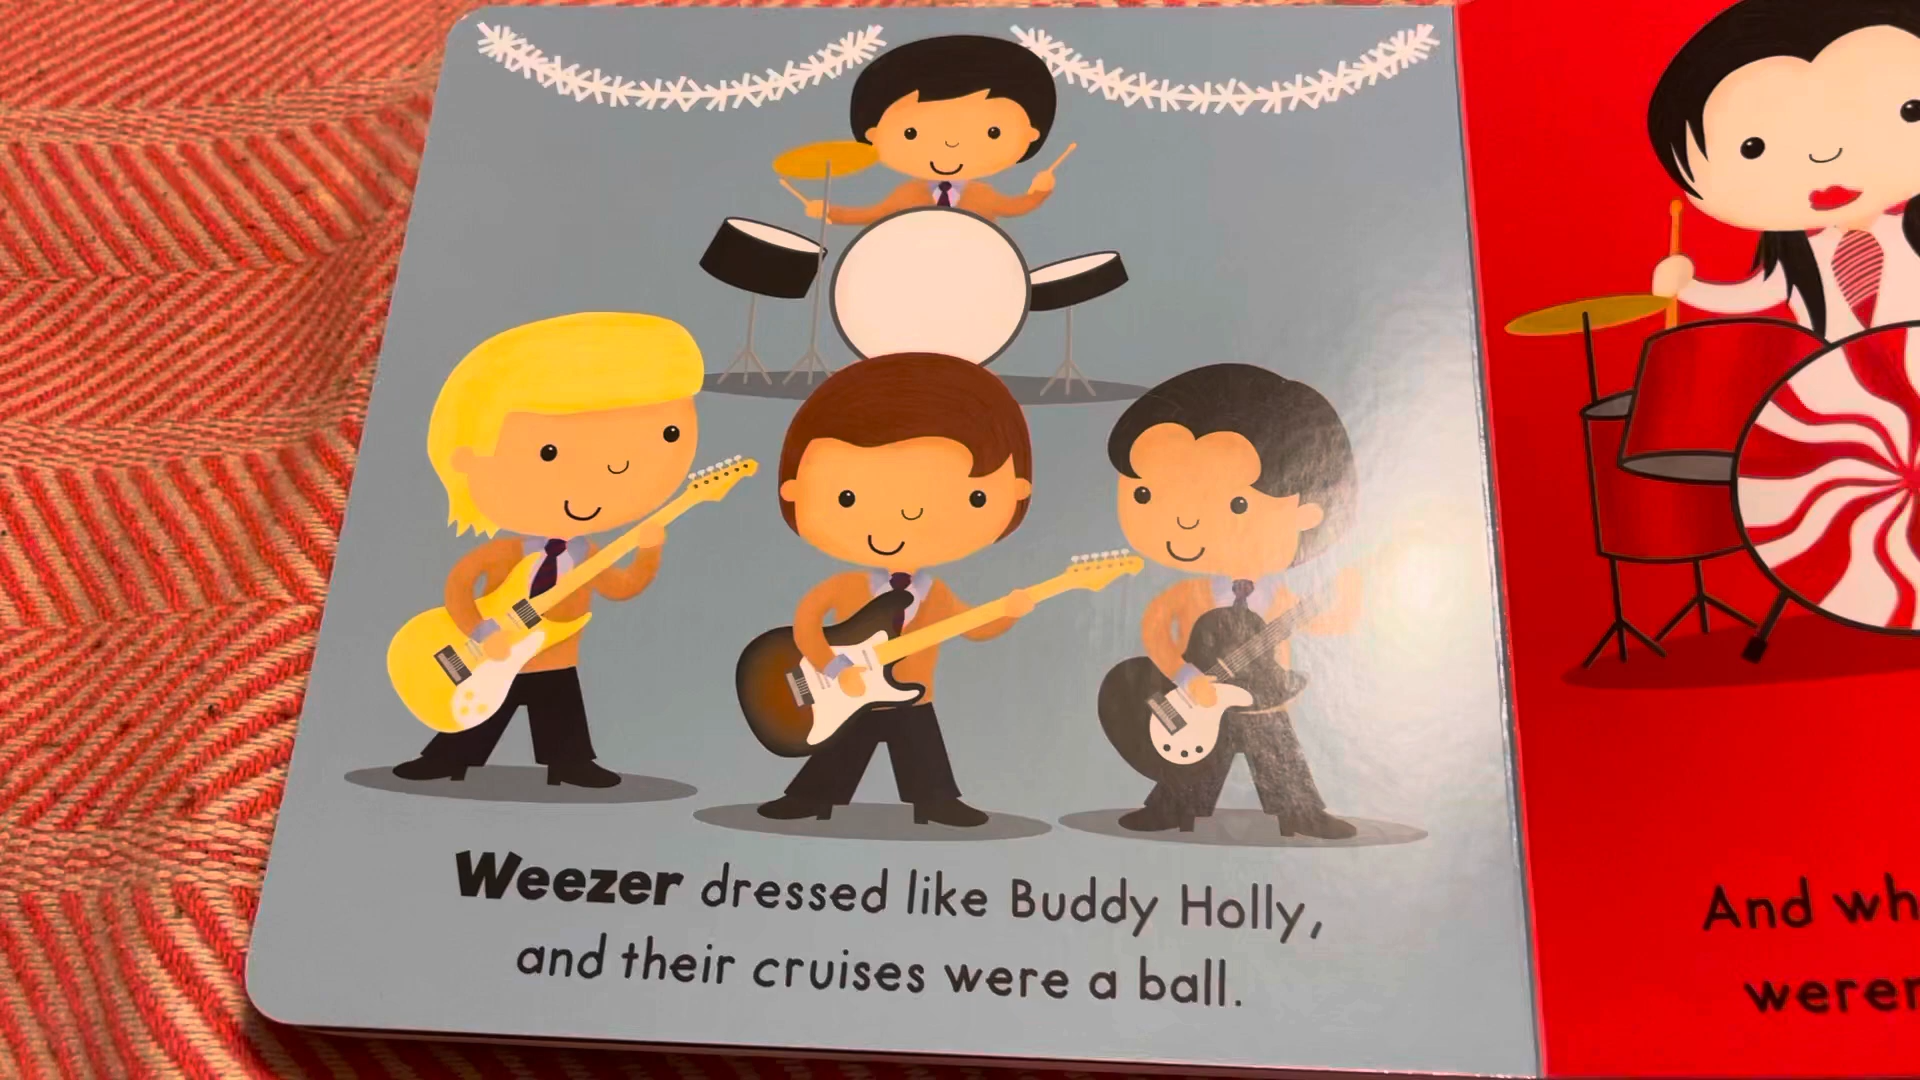 Weezer dressed like Buddy Holly,
and their cruises were a ball.
And wh
weren